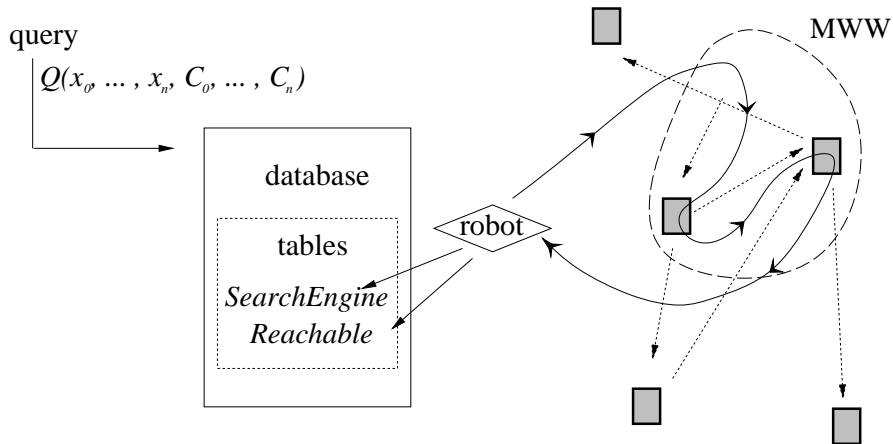 query
Q(x₀, ... , xₙ, C₀, ... , Cₙ)
MWW
database
robot
tables
SearchEngine
Reachable